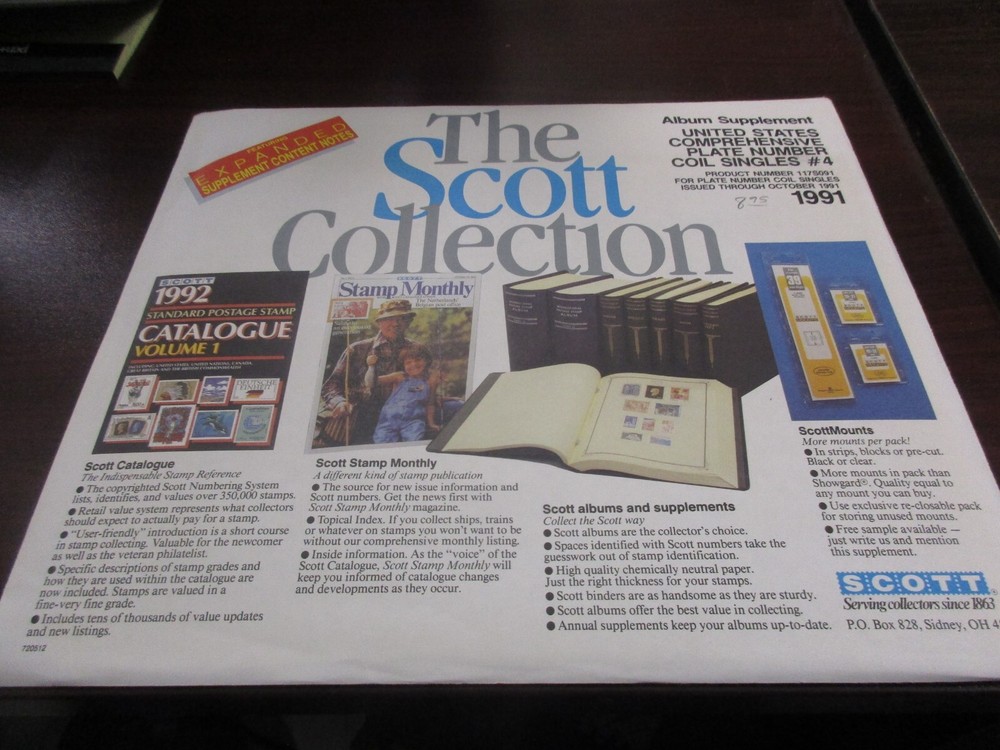 FEATURING
EXPANDED
SUPPLEMENT CONTENT NOTES
The
Scott
Collection
Album Supplement
UNITED STATES
COMPREHENSIVE
PLATE NUMBER
COIL SINGLES #4
PRODUCT NUMBER 117S091
FOR PLATE NUMBER COIL SINGLES
ISSUED THROUGH OCTOBER 1991
8 95
1991
SCOTT
1992
STANDARD POSTAGE STAMP
CATALOGUE
VOLUME 1
DEUTSCHE
EINHEIT
SCOTT
Stamp Monthly
Scott Catalogue
The Indispensable Stamp Reference
● The copyrighted Scott Numbering System
lists, identifies, and values over 350,000 stamps.
● Retail value system represents what collectors
should expect to actually pay for a stamp.
● "User-friendly" introduction is a short course
in stamp collecting. Valuable for the newcomer
as well as the veteran philatelist.
● Specific descriptions of stamp grades and
how they are used within the catalogue are
now included. Stamps are valued in a
fine-very fine grade.
● Includes tens of thousands of value updates
and new listings.
720512
Scott Stamp Monthly
A different kind of stamp publication
● The source for new issue information and
Scott numbers. Get the news first with
Scott Stamp Monthly magazine.
● Topical Index. If you collect ships, trains
or whatever on stamps you won't want to be
without our comprehensive monthly listing.
● Inside information. As the "voice" of the
Scott Catalogue, Scott Stamp Monthly will
keep you informed of catalogue changes
and developments as they occur.
Scott albums and supplements
Collect the Scott way
● Scott albums are the collector's choice.
● Spaces identified with Scott numbers take the
guesswork out of stamp identification.
● High quality chemically neutral paper.
Just the right thickness for your stamps.
● Scott binders are as handsome as they are sturdy.
● Scott albums offer the best value in collecting.
● Annual supplements keep your albums up-to-date.
ScottMounts
More mounts per pack!
● In strips, blocks or pre-cut.
Black or clear.
● More mounts in pack than
Showgard®. Quality equal to
any mount you can buy.
● Use exclusive re-closable pack
for storing unused mounts.
● Free sample available —
just write us and mention
this supplement.
SCOTT®
Serving collectors since 1863
P.O. Box 828, Sidney, OH 4